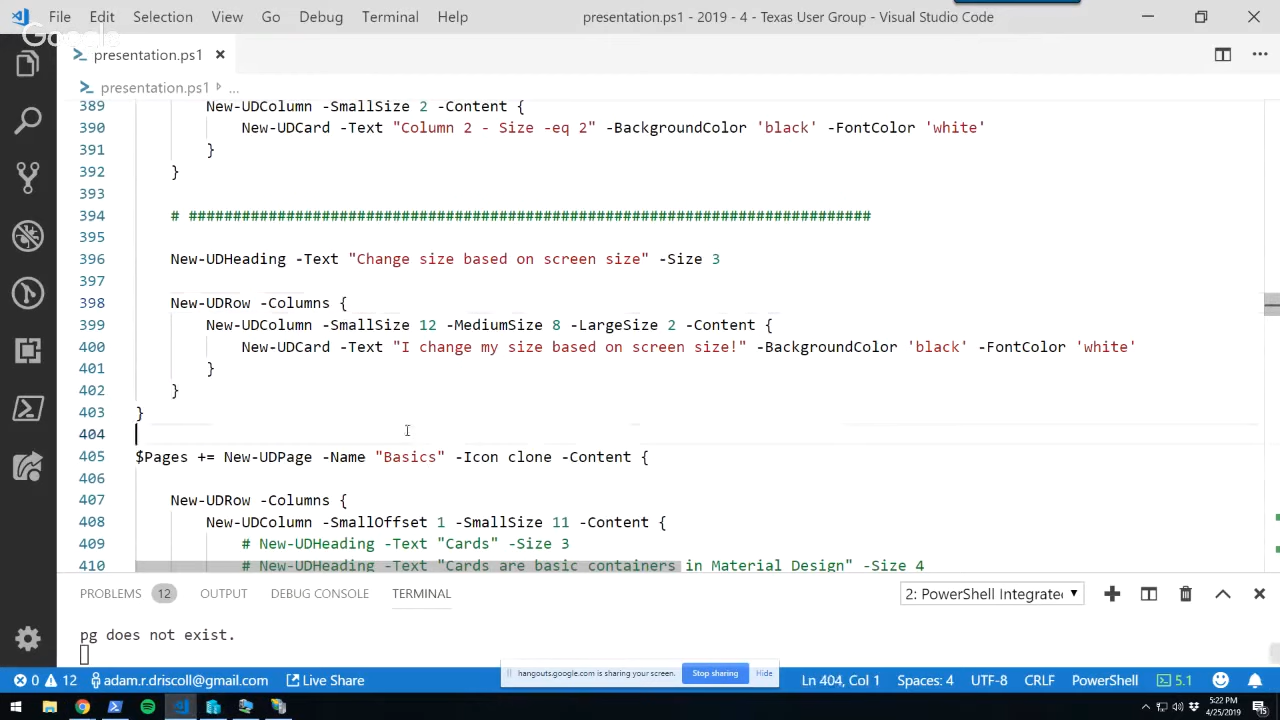 File Edit Selection View Go Debug Terminal Help presentation.ps1 - 2019 - 4 - Texas User Group - Visual Studio Code
Google
presentation.ps1
presentation.ps1 ...
389 New-UDColumn -SmallSize 2 -Content {
390 New-UDCard -Text "Column 2 - Size -eq 2" -BackgroundColor 'black' -FontColor 'white'
391 }
392 }
393
394 # #############################################################################
395
396 New-UDHeading -Text "Change size based on screen size" -Size 3
397
398 New-UDRow -Columns {
399 New-UDColumn -SmallSize 12 -MediumSize 8 -LargeSize 2 -Content {
400 New-UDCard -Text "I change my size based on screen size!" -BackgroundColor 'black' -FontColor 'white'
401 }
402 }
403 }
404
405 $Pages += New-UDPage -Name "Basics" -Icon clone -Content {
406
407 New-UDRow -Columns {
408 New-UDColumn -SmallOffset 1 -SmallSize 11 -Content {
409 # New-UDHeading -Text "Cards" -Size 3
410 # New-UDHeading -Text "Cards are basic containers in Material Design" -Size 4
PROBLEMS 12 OUTPUT DEBUG CONSOLE TERMINAL 2: PowerShell Integrate
pg does not exist.
hangouts.google.com is sharing your screen. Stop sharing Hide
0 12 adam.r.driscoll@gmail.com Live Share Ln 404, Col 1 Spaces: 4 UTF-8 CRLF PowerShell 5.1
5:22 PM
4/25/2019
15